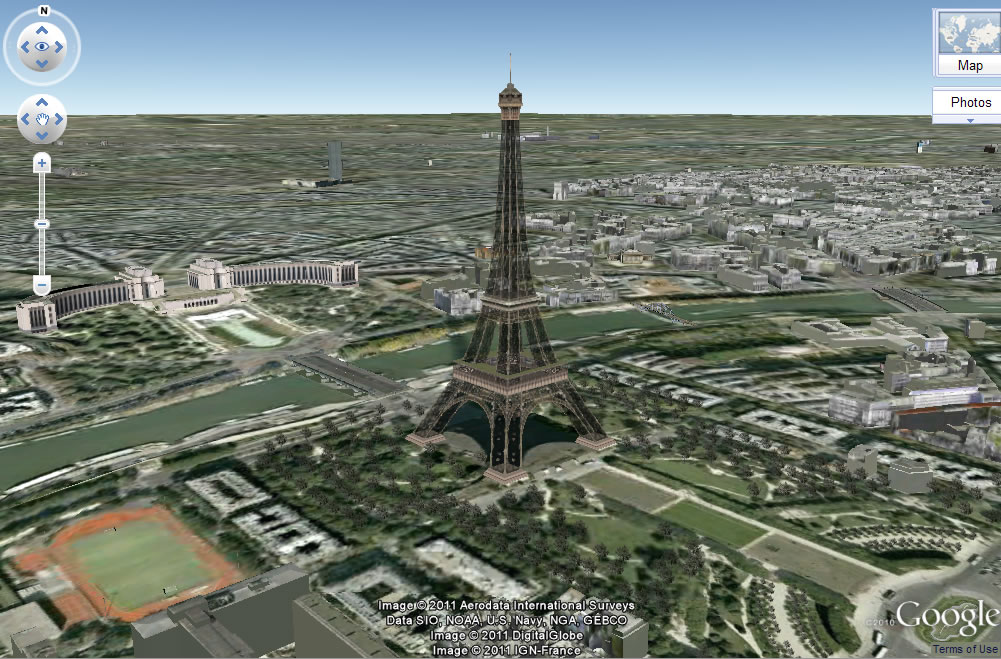 N
Map
Photos
+
−
Image © 2011 Aerodata International Surveys
Data SIO, NOAA, U.S. Navy, NGA, GEBCO
Image © 2011 DigitalGlobe
Image © 2011 IGN-France
©2010 Google
Terms of Use